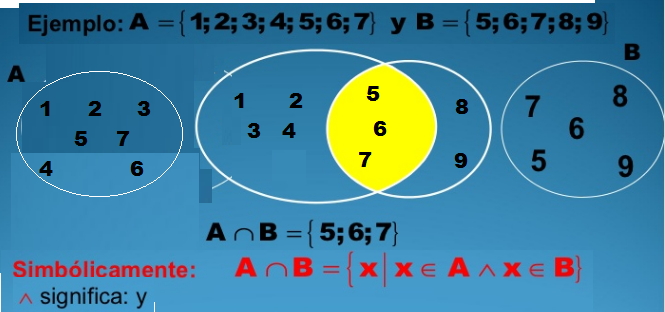 Ejemplo: A = {1;2;3;4;5;6;7} y B = {5;6;7;8;9}
A
B
1 2 3
5 7
4 6
1 2
3 4
5
6
7
8
9
7 8
6
5 9
A ∩ B = {5;6;7}
Simbólicamente: A ∩ B = {x | x ∈ A ∧ x ∈ B}
∧ significa: y